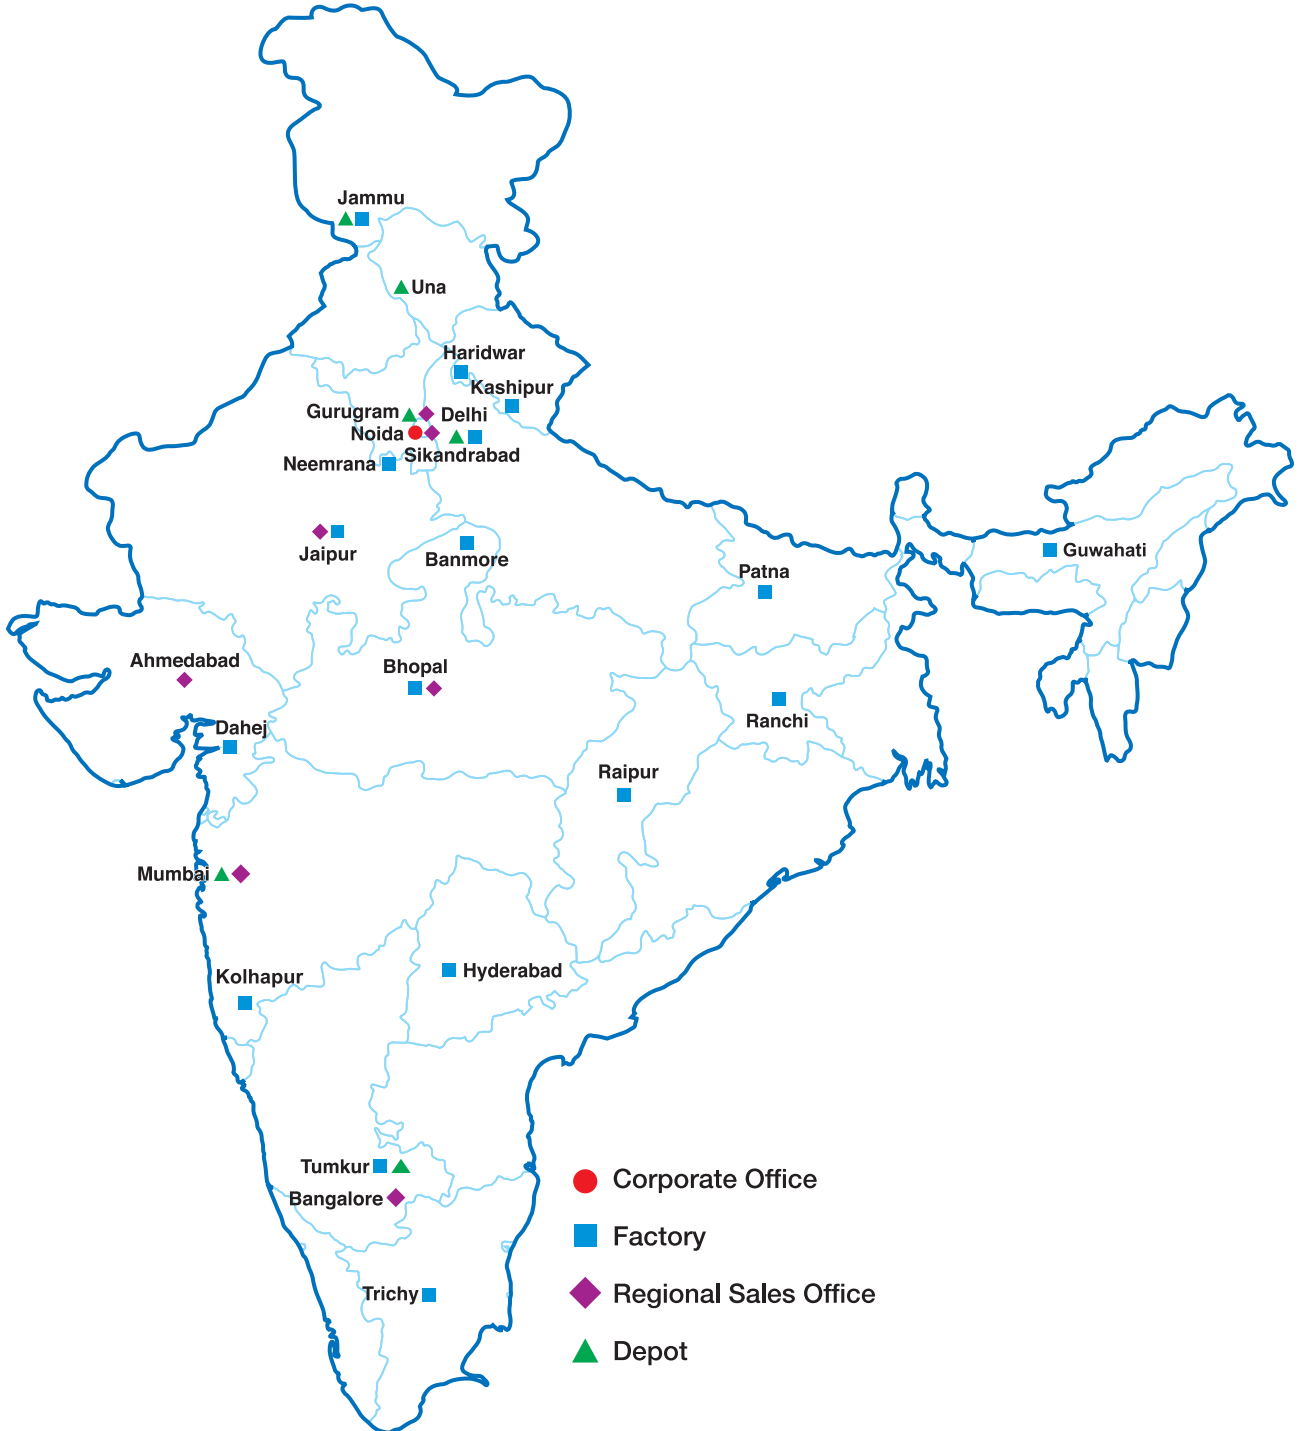 Jammu
Una
Haridwar
Kashipur
Gurugram
Delhi
Noida
Sikandrabad
Neemrana
Jaipur
Banmore
Guwahati
Patna
Ahmedabad
Bhopal
Ranchi
Dahej
Raipur
Mumbai
Hyderabad
Kolhapur
Tumkur
Bangalore
Trichy
Corporate Office
Factory
Regional Sales Office
Depot